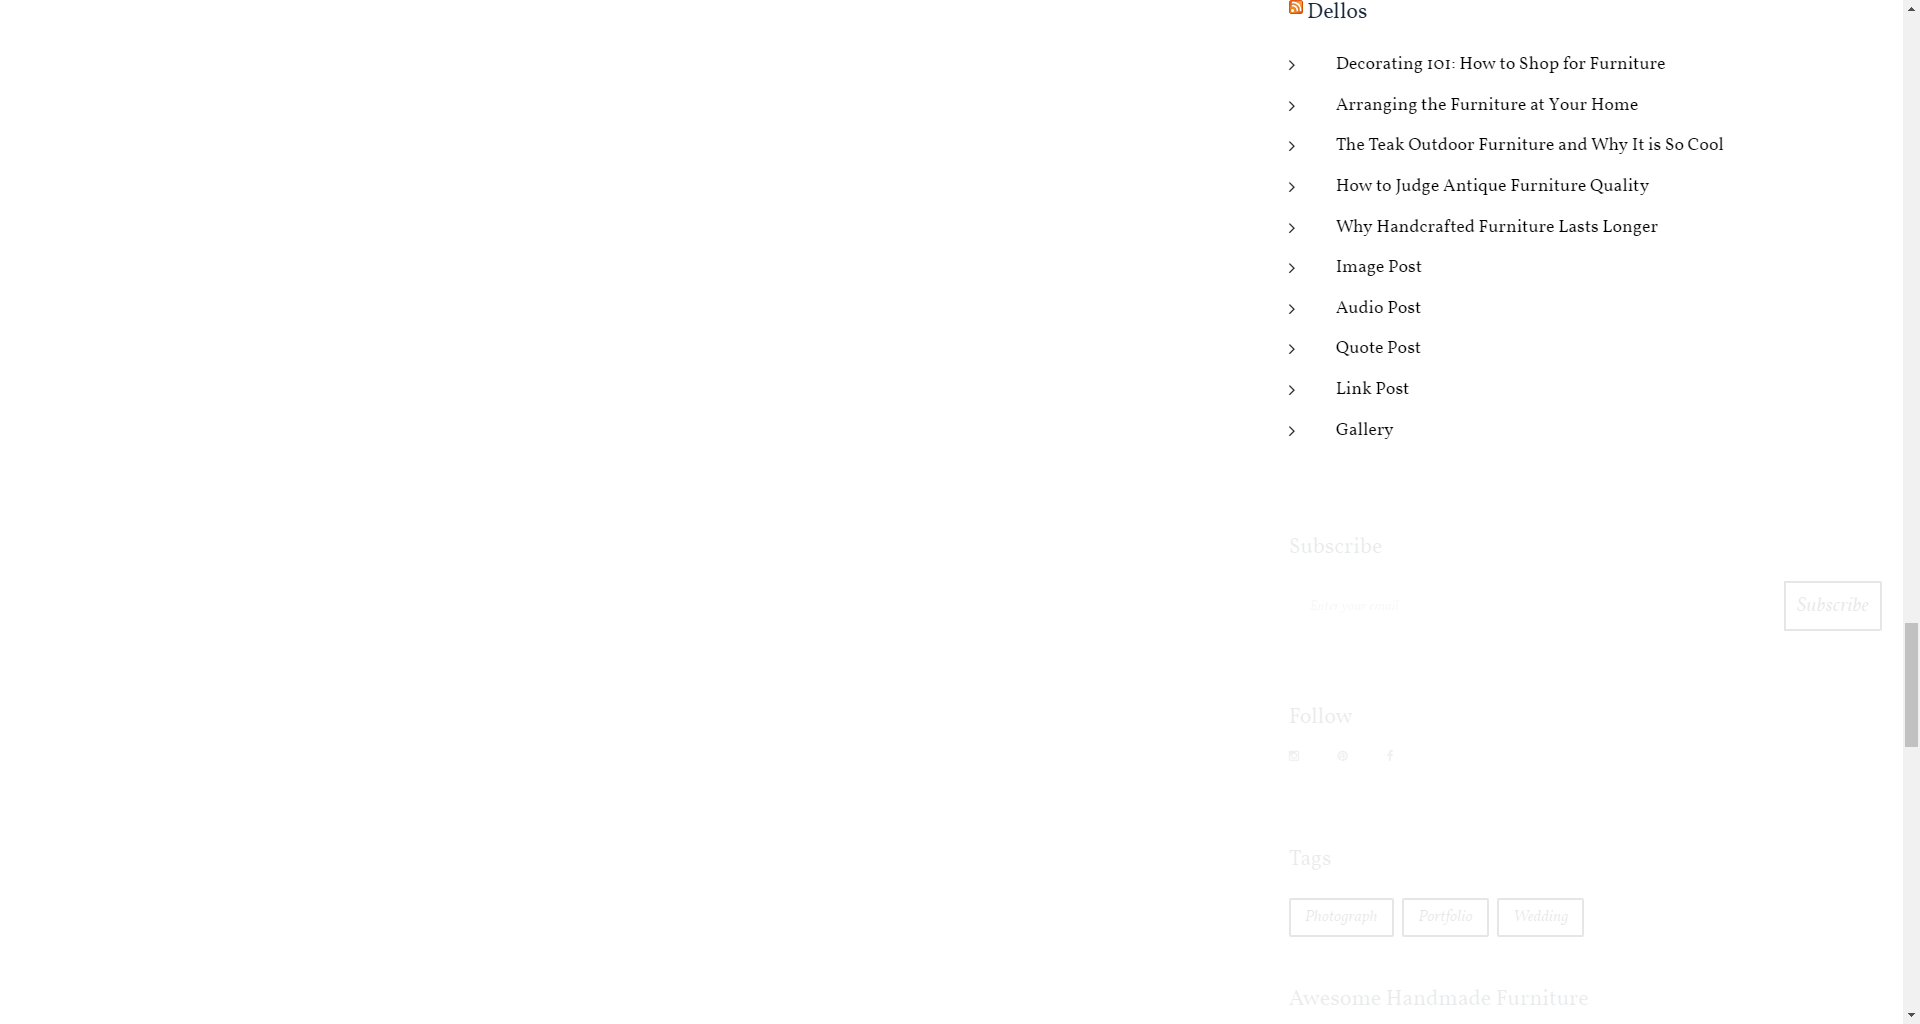 Dellos
Decorating 101: How to Shop for Furniture
Arranging the Furniture at Your Home
The Teak Outdoor Furniture and Why It is So Cool
How to Judge Antique Furniture Quality
Why Handcrafted Furniture Lasts Longer
Image Post
Audio Post
Quote Post
Link Post
Gallery
Subscribe
Enter your email
Subscribe
Follow
Tags
Photograph
Portfolio
Wedding
Awesome Handmade Furniture